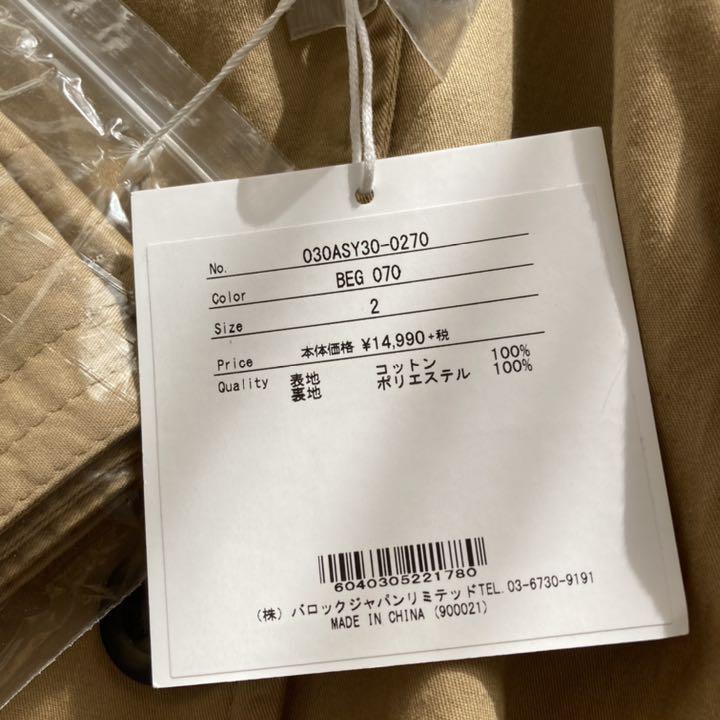 No. 030ASY30-0270
Color BEG 070
Size 2
Price 本体価格 ¥14,990+税
Quality 表地 コットン 100%
裏地 ポリエステル 100%
6040305221780
(株) バロックジャパンリミテッドTEL. 03-6730-9191
MADE IN CHINA (900021)